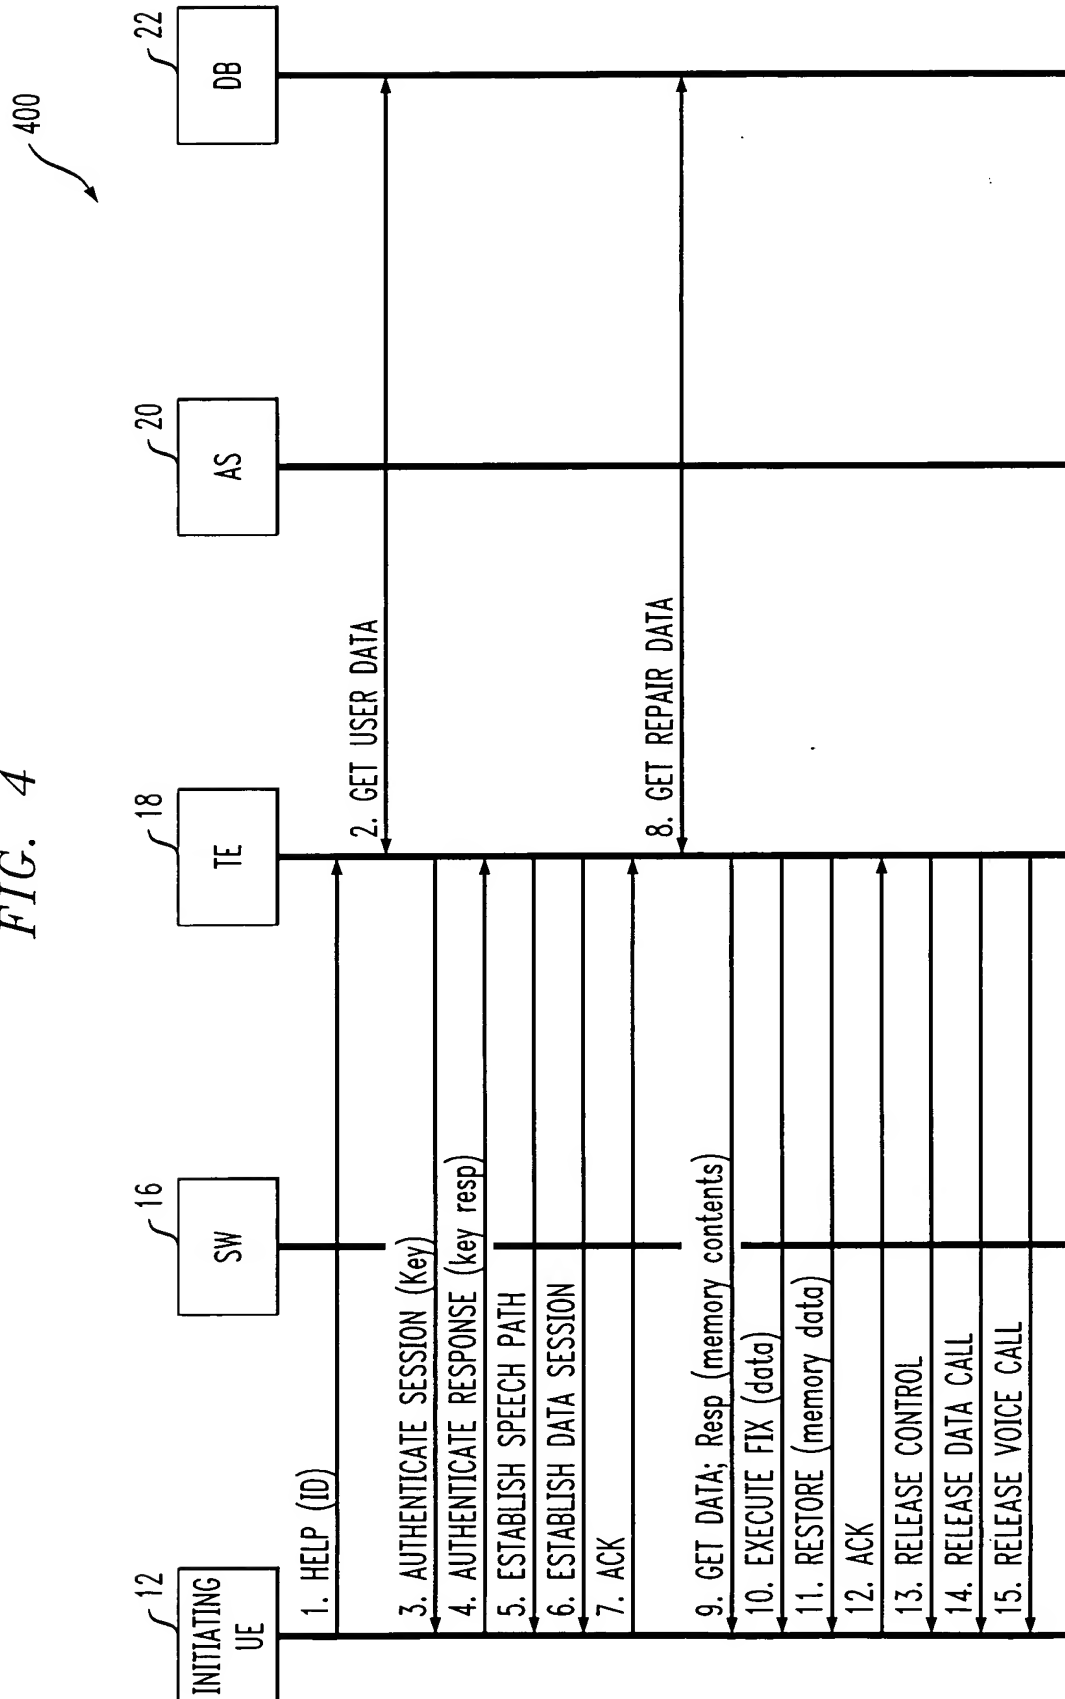 FIG. 4
400
12
INITIATING
UE
16
SW
18
TE
20
AS
22
DB
1. HELP (ID)
2. GET USER DATA
3. AUTHENTICATE SESSION (Key)
4. AUTHENTICATE RESPONSE (key resp)
5. ESTABLISH SPEECH PATH
6. ESTABLISH DATA SESSION
7. ACK
8. GET REPAIR DATA
9. GET DATA; Resp (memory contents)
10. EXECUTE FIX (data)
11. RESTORE (memory data)
12. ACK
13. RELEASE CONTROL
14. RELEASE DATA CALL
15. RELEASE VOICE CALL